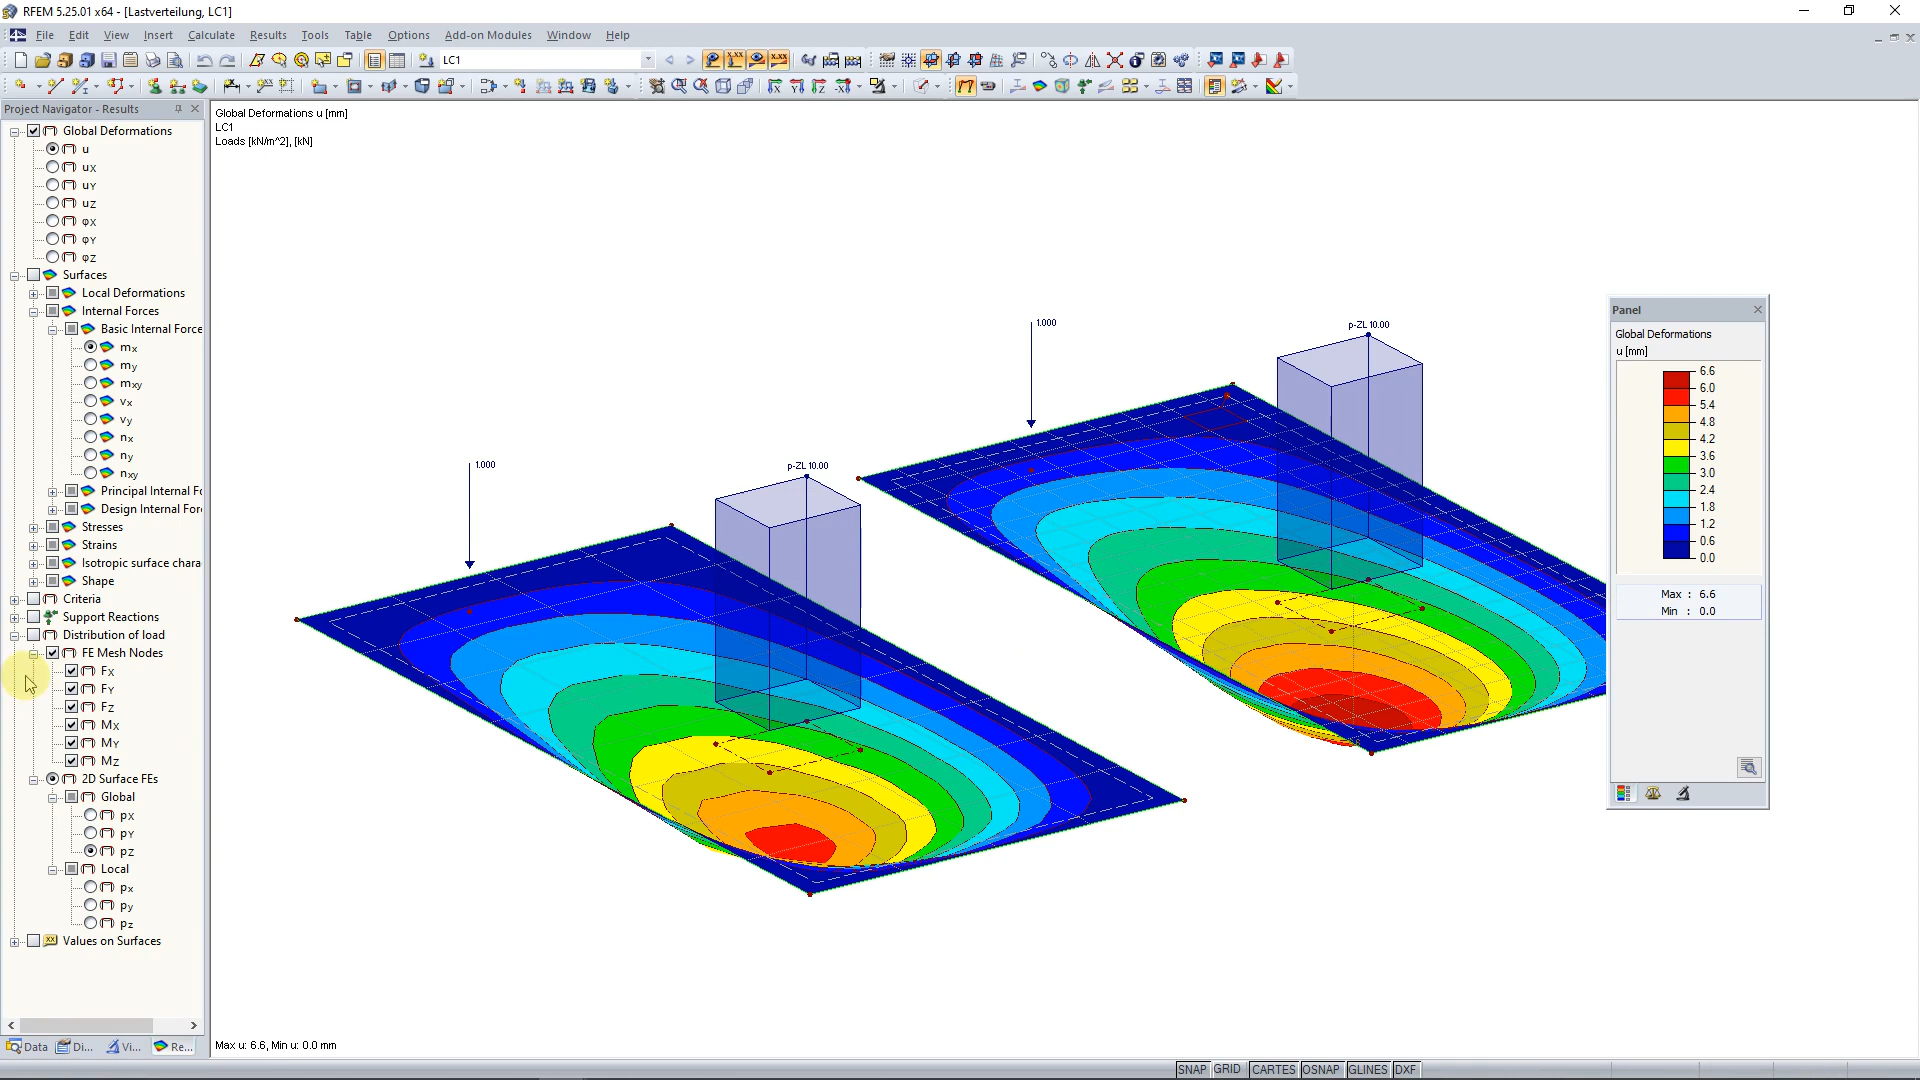 RFEM 5.25.01 x64 - [Lastverteilung, LC1]
File Edit View Insert Calculate Results Tools Table Options Add-on Modules Window Help
LC1
Project Navigator - Results
Global Deformations
u
uX
uY
uZ
φX
φY
φZ
Surfaces
Local Deformations
Internal Forces
Basic Internal Force
mx
my
mxy
vx
vy
nx
ny
nxy
Principal Internal Fo
Design Internal For
Stresses
Strains
Isotropic surface chara
Shape
Criteria
Support Reactions
Distribution of load
FE Mesh Nodes
FX
FY
FZ
MX
MY
MZ
2D Surface FEs
Global
pX
pY
pZ
Local
px
py
pz
Values on Surfaces
Data Di... Vi... Re...
Global Deformations u [mm]
LC1
Loads [kN/m^2], [kN]
1.000
p-ZL 10.00
1.000
p-ZL 10.00
Max u: 6.6, Min u: 0.0 mm
Panel
Global Deformations
u [mm]
6.6
6.0
5.4
4.8
4.2
3.6
3.0
2.4
1.8
1.2
0.6
0.0
Max : 6.6
Min : 0.0
SNAP GRID CARTES OSNAP GLINES DXF